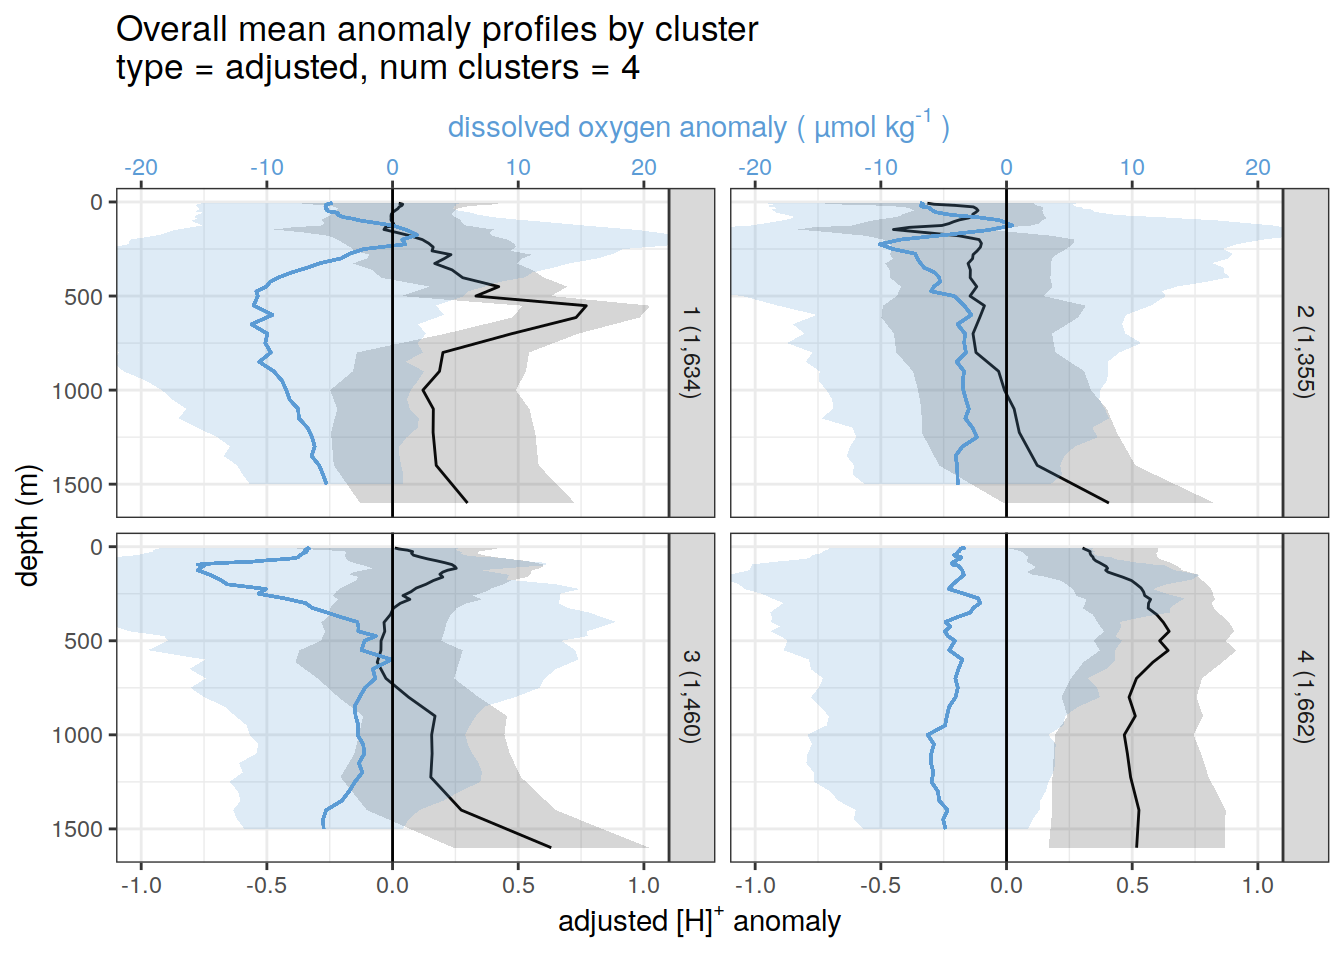 Overall mean anomaly profiles by cluster
type = adjusted, num clusters = 4
dissolved oxygen anomaly ( µmol kg⁻¹ )
-20 -10 0 10 20 -20 -10 0 10 20
depth (m)
0
500
1000
1500
1 (1,634)
2 (1,355)
0
500
1000
1500
3 (1,460)
4 (1,662)
-1.0 -0.5 0.0 0.5 1.0 -1.0 -0.5 0.0 0.5 1.0
adjusted [H]⁺ anomaly